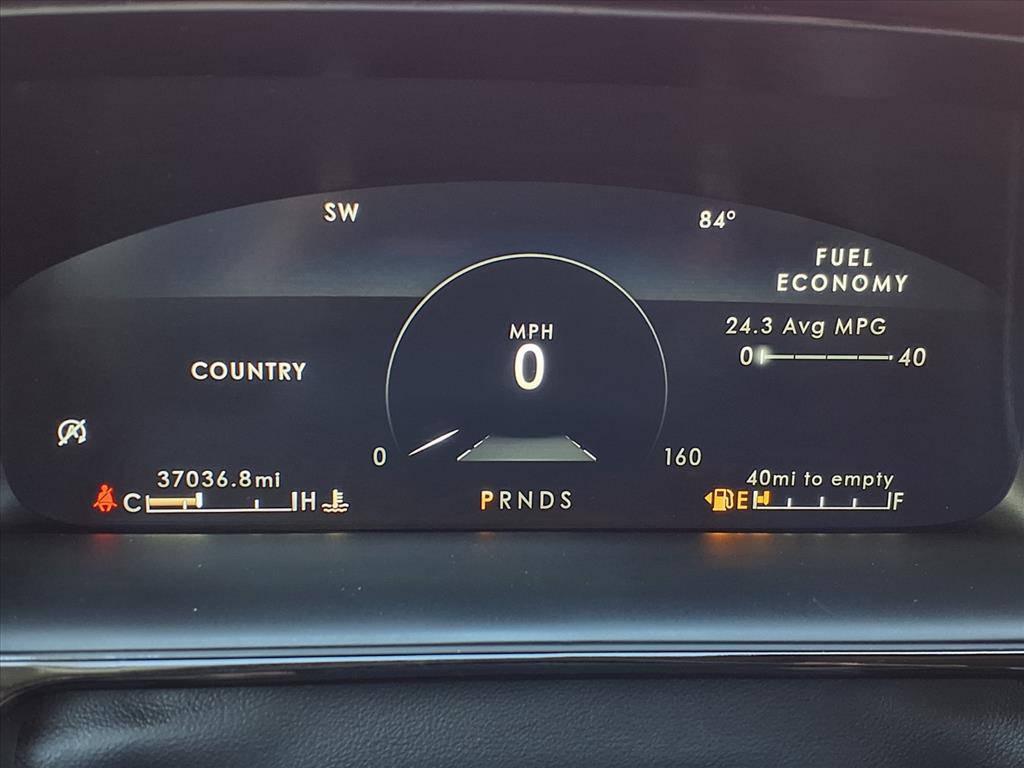 SW
84°
FUEL
ECONOMY
24.3 Avg MPG
0 40
MPH
0
COUNTRY
0 160
37036.8mi
40mi to empty
C H
PRNDS
E F